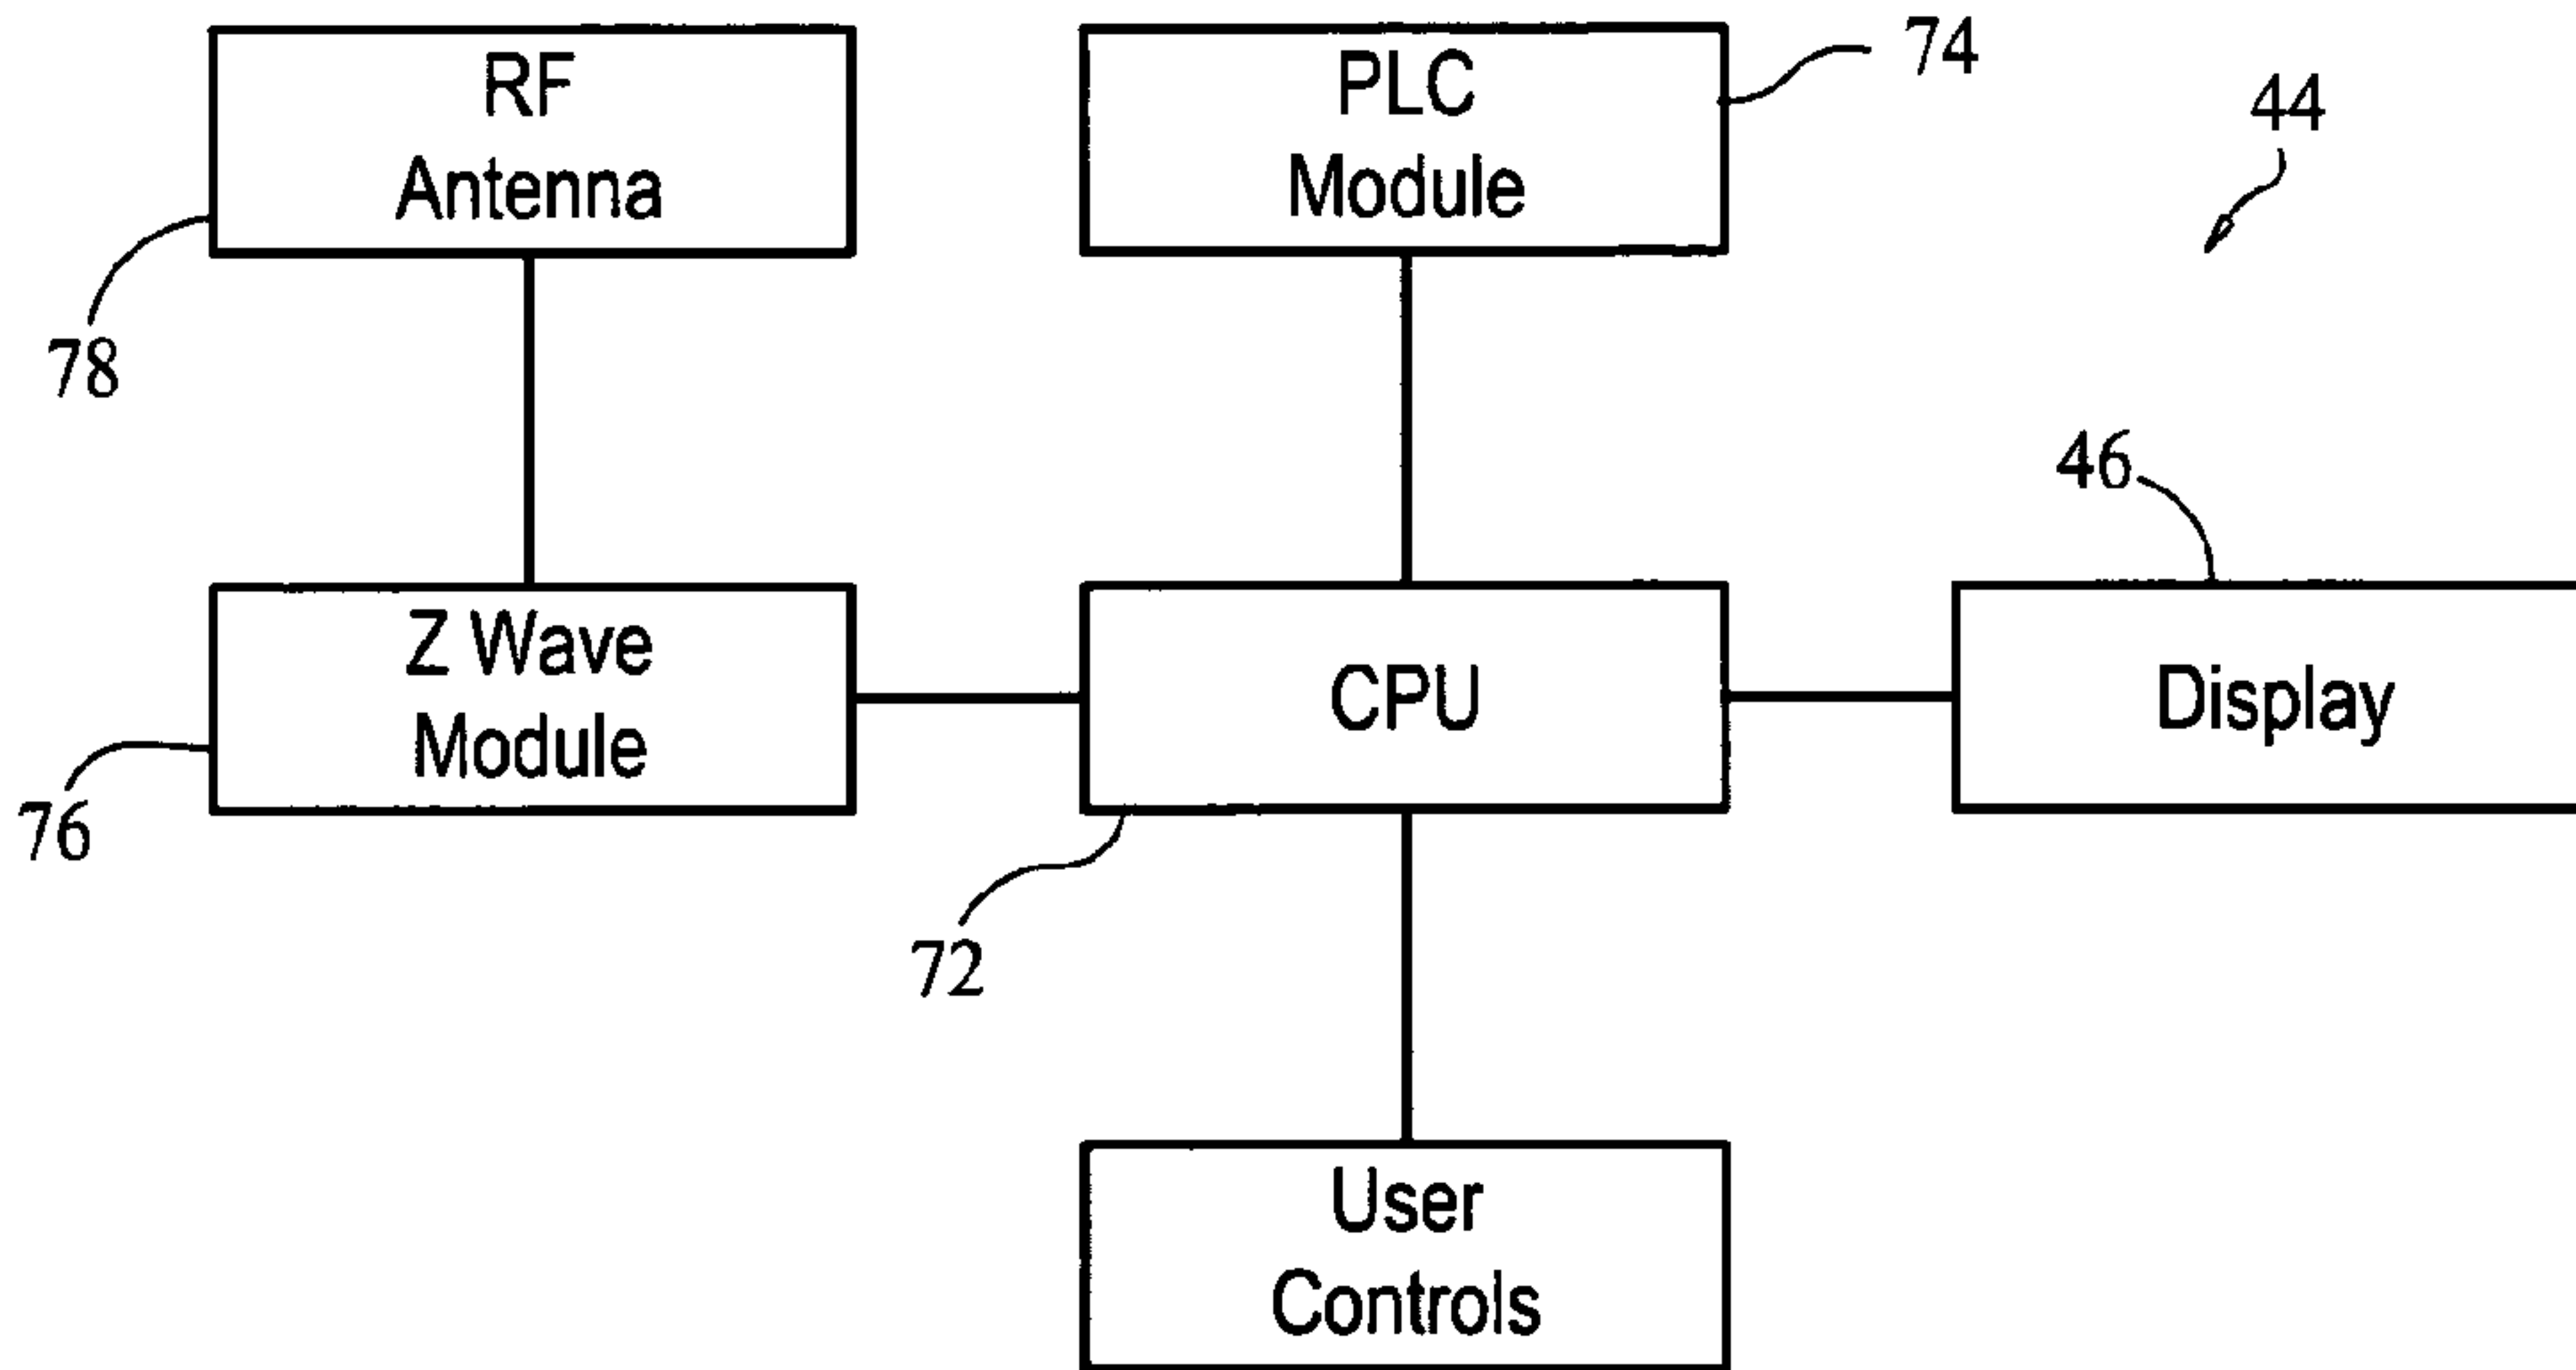 RF
Antenna
78
PLC
Module
74
44
46
Z Wave
Module
76
CPU
72
Display
User
Controls